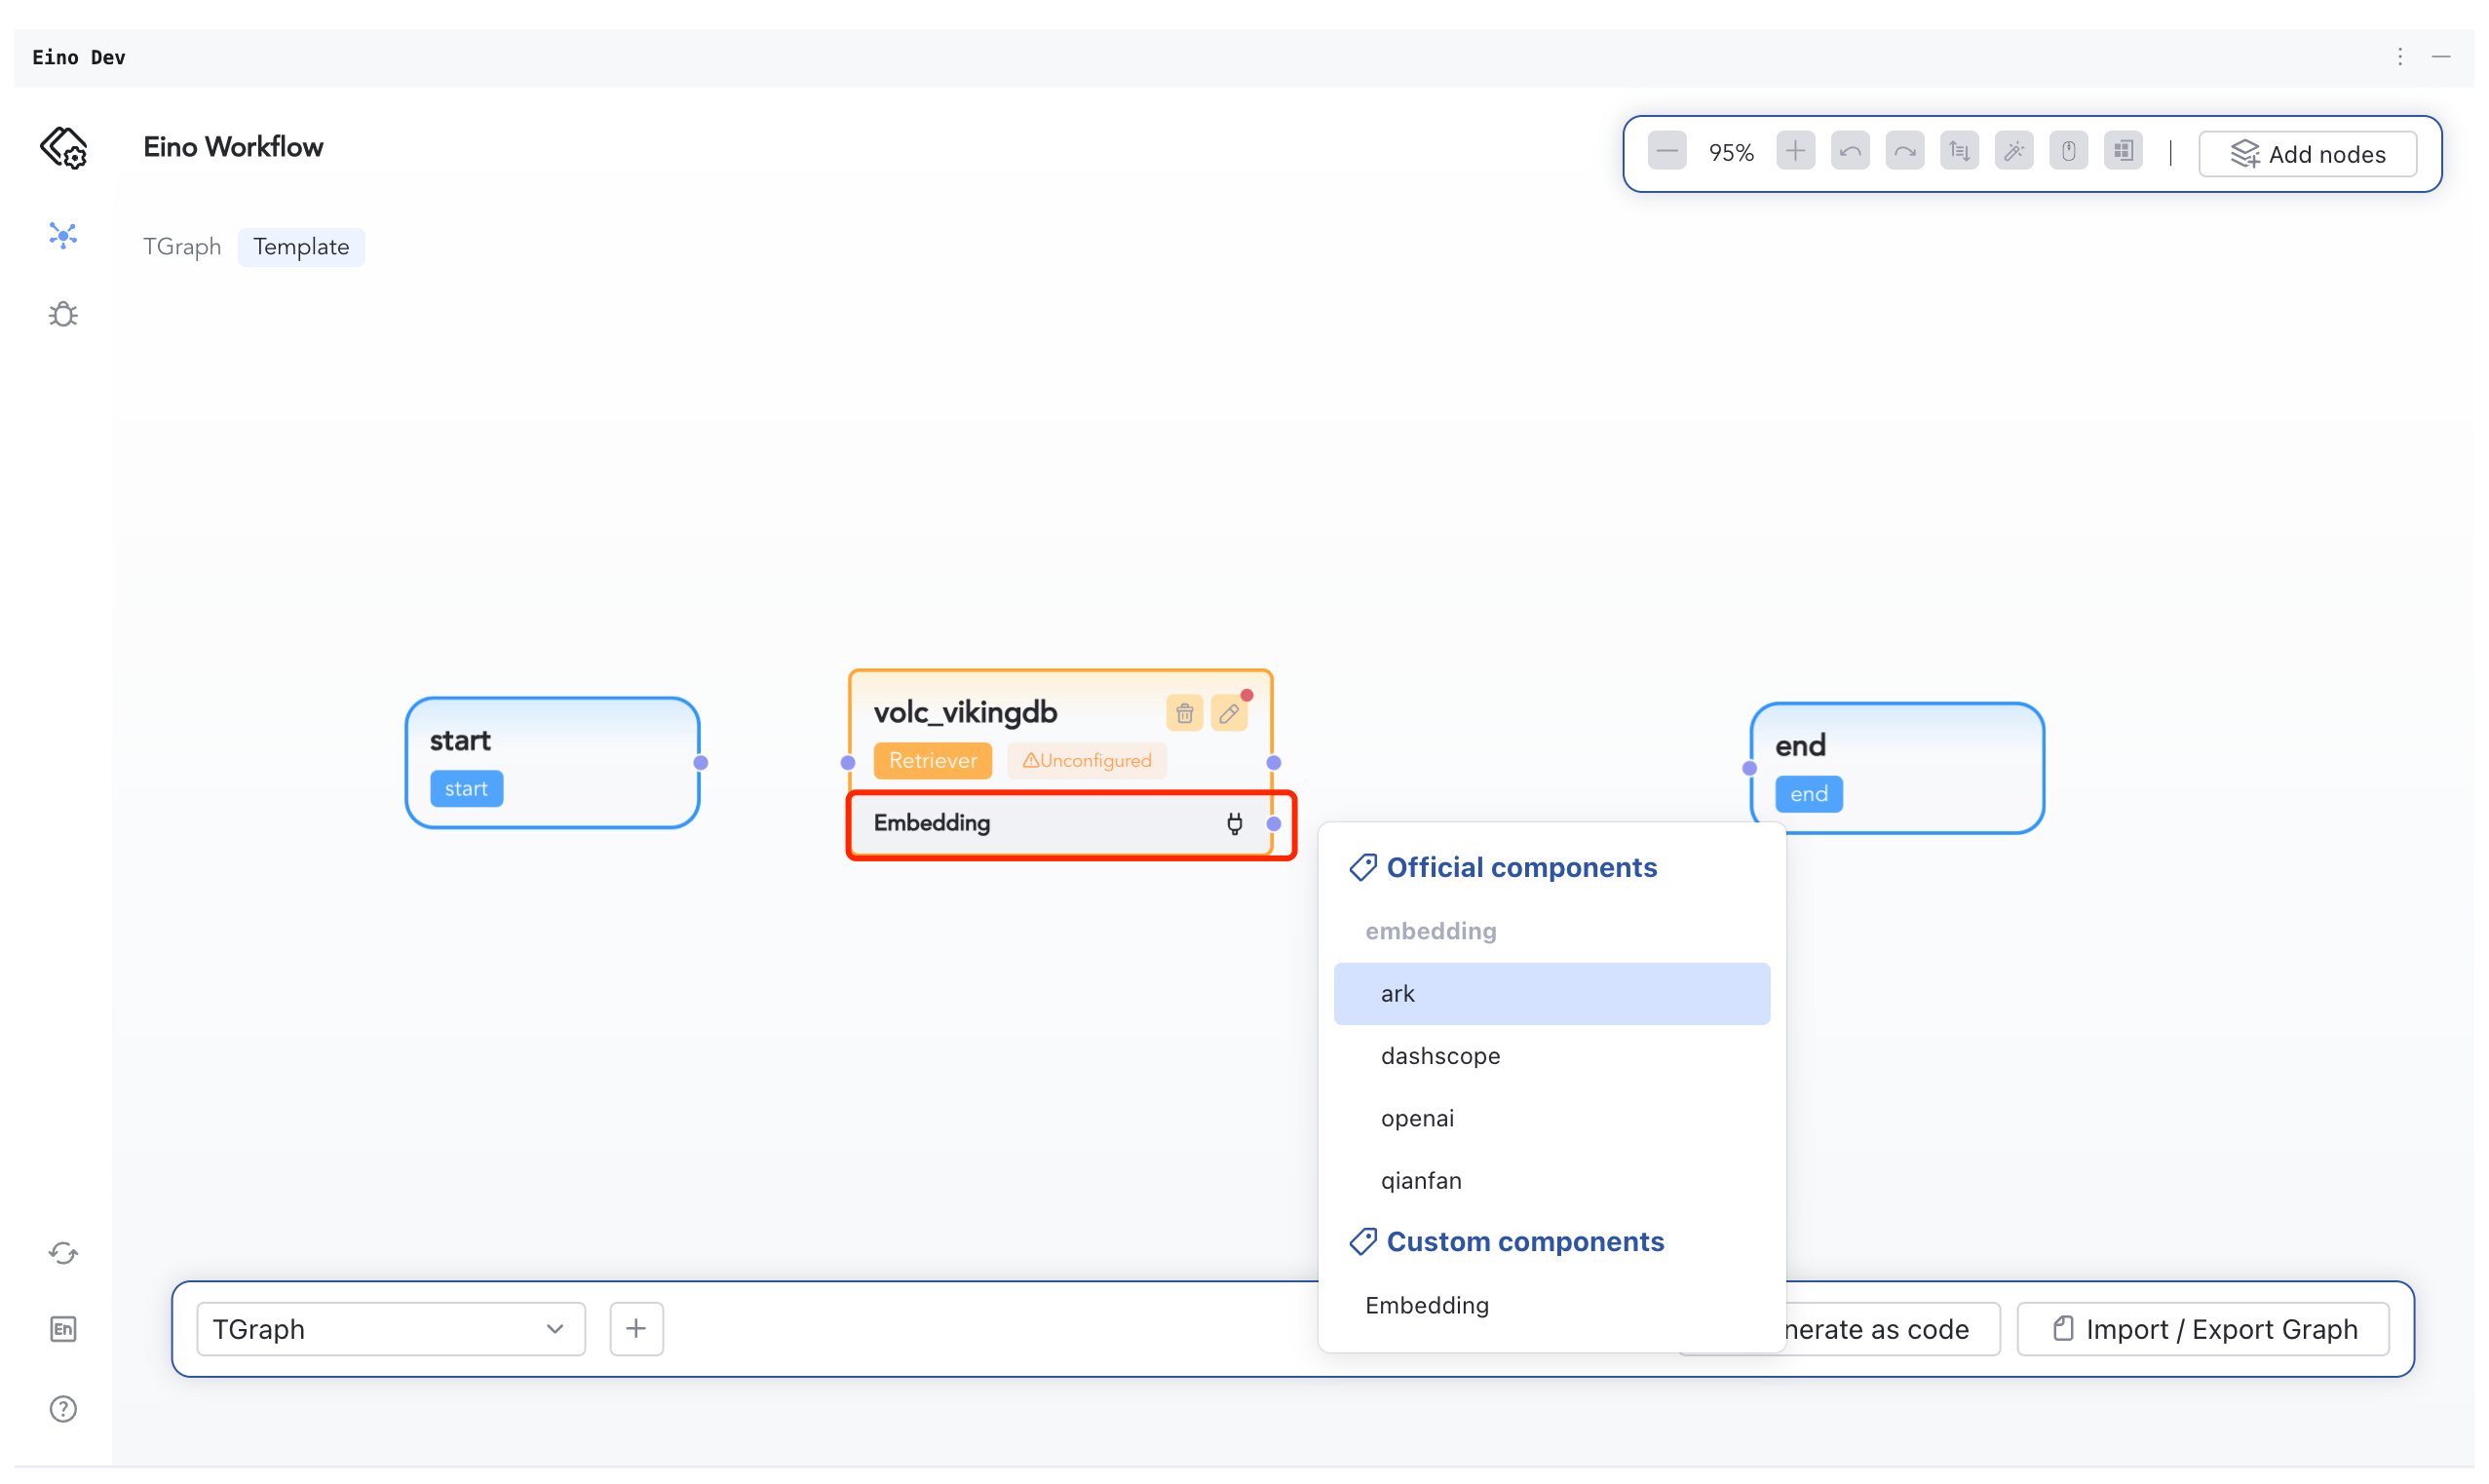 Eino Dev
Eino Workflow
95%
Add nodes
TGraph
Template
start
start
volc_vikingdb
Retriever
Unconfigured
Embedding
end
end
Official components
embedding
ark
dashscope
openai
qianfan
Custom components
Embedding
TGraph
nerate as code
Import / Export Graph
En